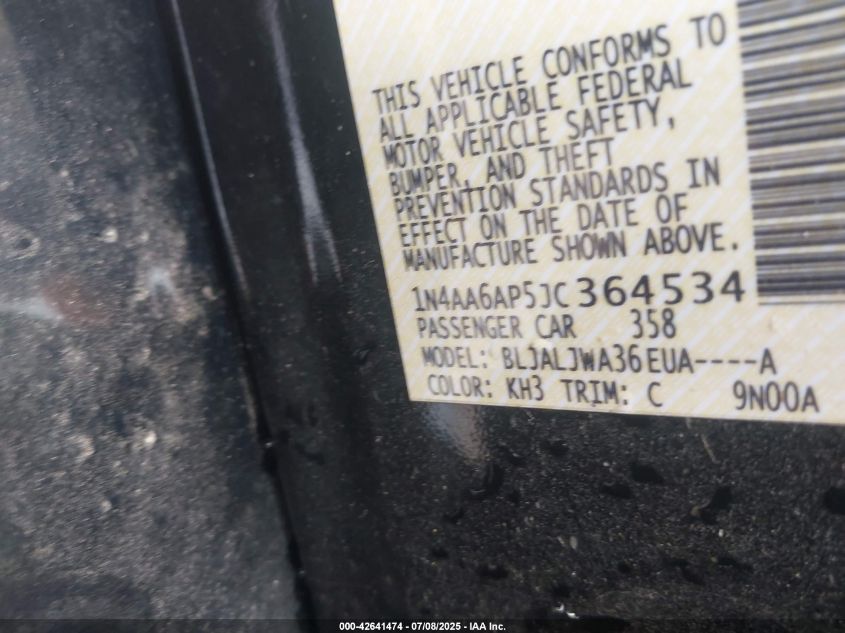 THIS VEHICLE CONFORMS TO
ALL APPLICABLE FEDERAL
MOTOR VEHICLE SAFETY,
BUMPER, AND THEFT
PREVENTION STANDARDS IN
EFFECT ON THE DATE OF
MANUFACTURE SHOWN ABOVE.
1N4AA6AP5JC364534
PASSENGER CAR 358
MODEL: BLJALJWA36EUA----A
COLOR: KH3 TRIM: C 9N00A
000-42641474 - 07/08/2025 - IAA Inc.